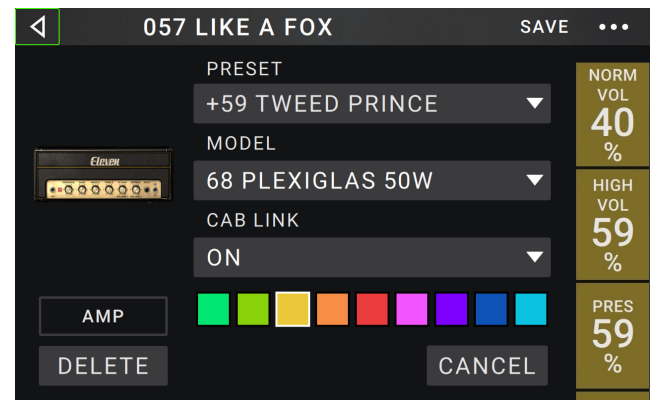 057 LIKE A FOX
SAVE
PRESET
+59 TWEED PRINCE
MODEL
68 PLEXIGLAS 50W
CAB LINK
ON
Eleven
AMP
DELETE
CANCEL
NORM
VOL
40
%
HIGH
VOL
59
%
PRES
59
%